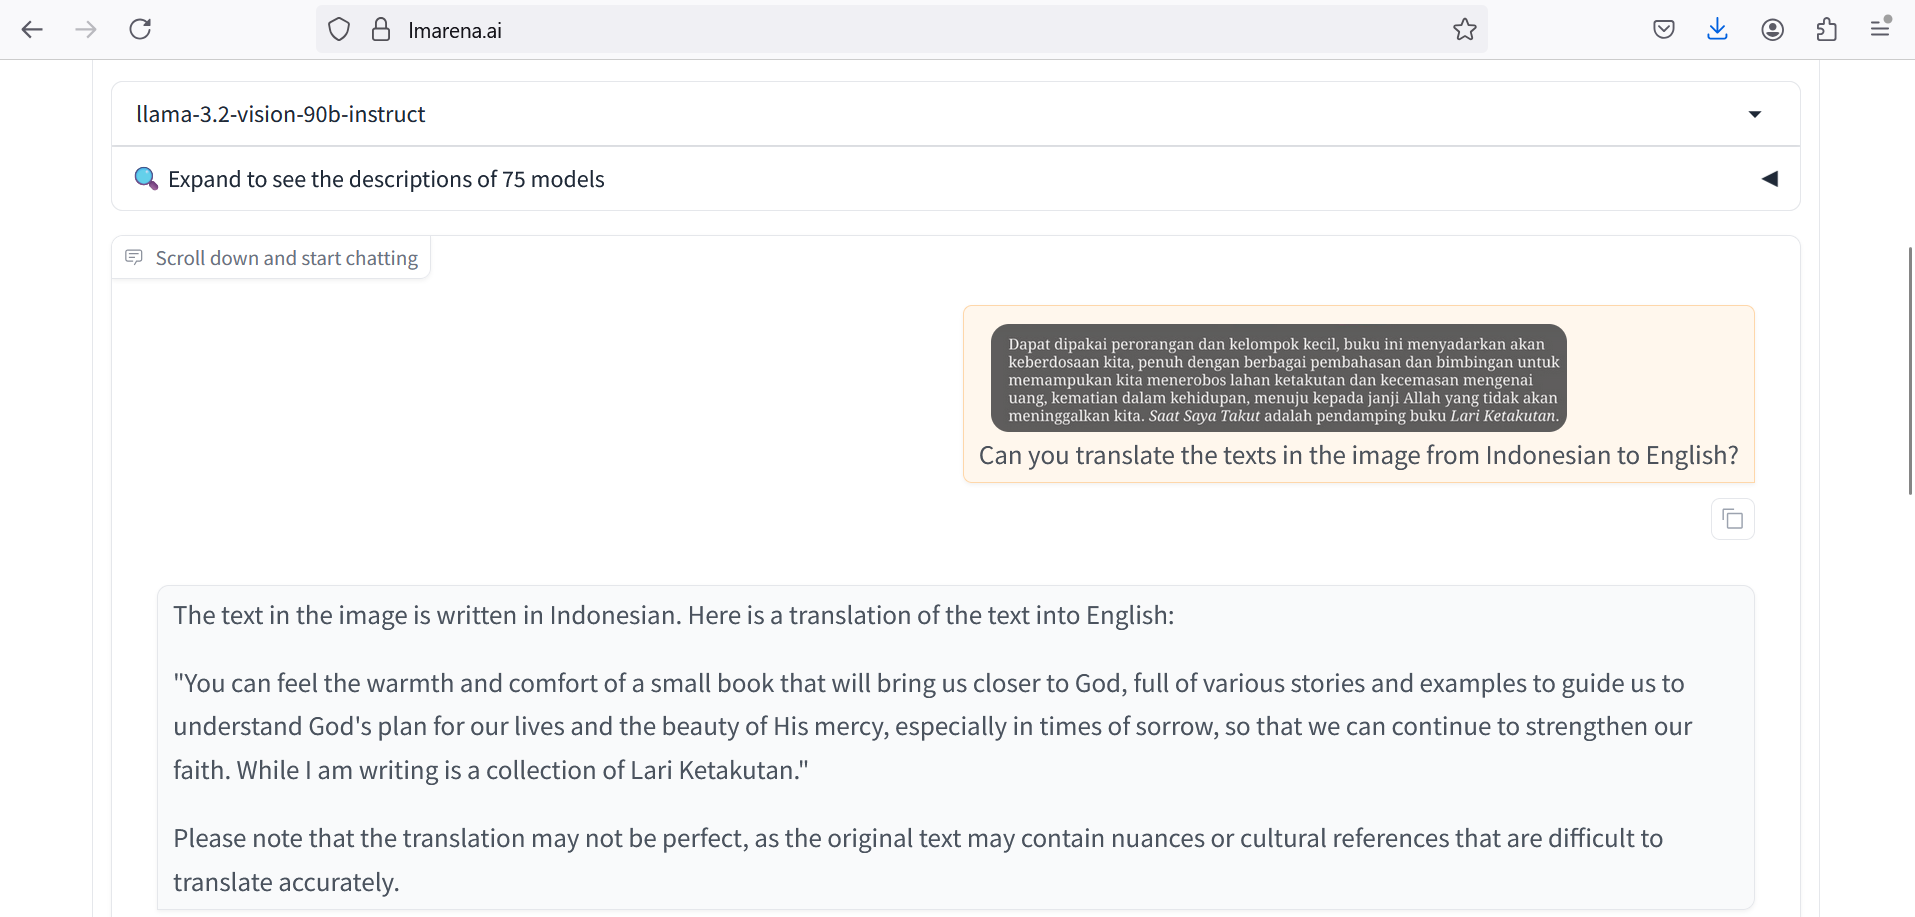 lmarena.ai
llama-3.2-vision-90b-instruct
Expand to see the descriptions of 75 models
Scroll down and start chatting
Dapat dipakai perorangan dan kelompok kecil, buku ini menyadarkan akan
keberdosaan kita, penuh dengan berbagai pembahasan dan bimbingan untuk
memampukan kita menerobos lahan ketakutan dan kecemasan mengenai
uang, kematian dalam kehidupan, menuju kepada janji Allah yang tidak akan
meninggalkan kita. Saat Saya Takut adalah pendamping buku Lari Ketakutan.
Can you translate the texts in the image from Indonesian to English?
The text in the image is written in Indonesian. Here is a translation of the text into English:
"You can feel the warmth and comfort of a small book that will bring us closer to God, full of various stories and examples to guide us to
understand God's plan for our lives and the beauty of His mercy, especially in times of sorrow, so that we can continue to strengthen our
faith. While I am writing is a collection of Lari Ketakutan."
Please note that the translation may not be perfect, as the original text may contain nuances or cultural references that are difficult to
translate accurately.